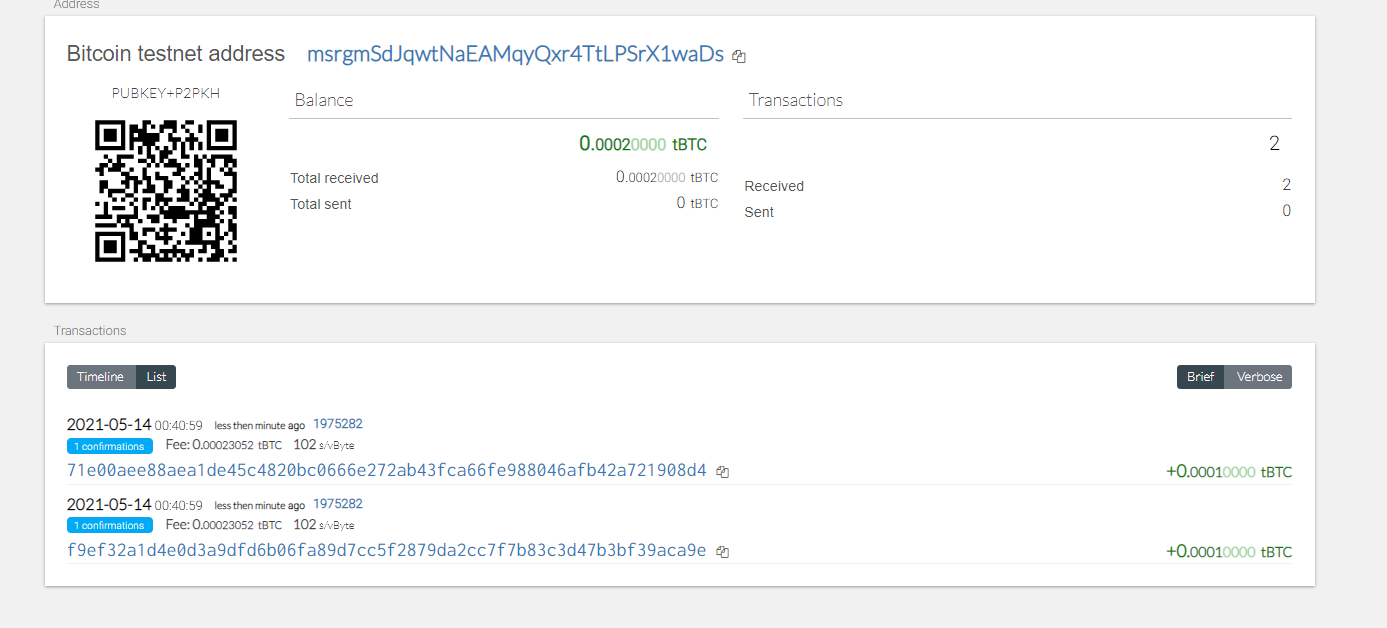 Address
Bitcoin testnet address msrgmSdJqwtNaEAMqyQxr4TtLPSrX1waDs
PUBKEY+P2PKH
Balance
0.00020000 tBTC
Total received 0.00020000 tBTC
Total sent 0 tBTC
Transactions
2
Received 2
Sent 0
Transactions
Timeline List Brief Verbose
2021-05-14 00:40:59 less then minute ago 1975282
1 confirmations Fee: 0.00023052 tBTC 102 s/vByte
71e00aee88aea1de45c4820bc0666e272ab43fca66fe988046afb42a721908d4 +0.00010000 tBTC
2021-05-14 00:40:59 less then minute ago 1975282
1 confirmations Fee: 0.00023052 tBTC 102 s/vByte
f9ef32a1d4e0d3a9dfd6b06fa89d7cc5f2879da2cc7f7b83c3d47b3bf39aca9e +0.00010000 tBTC